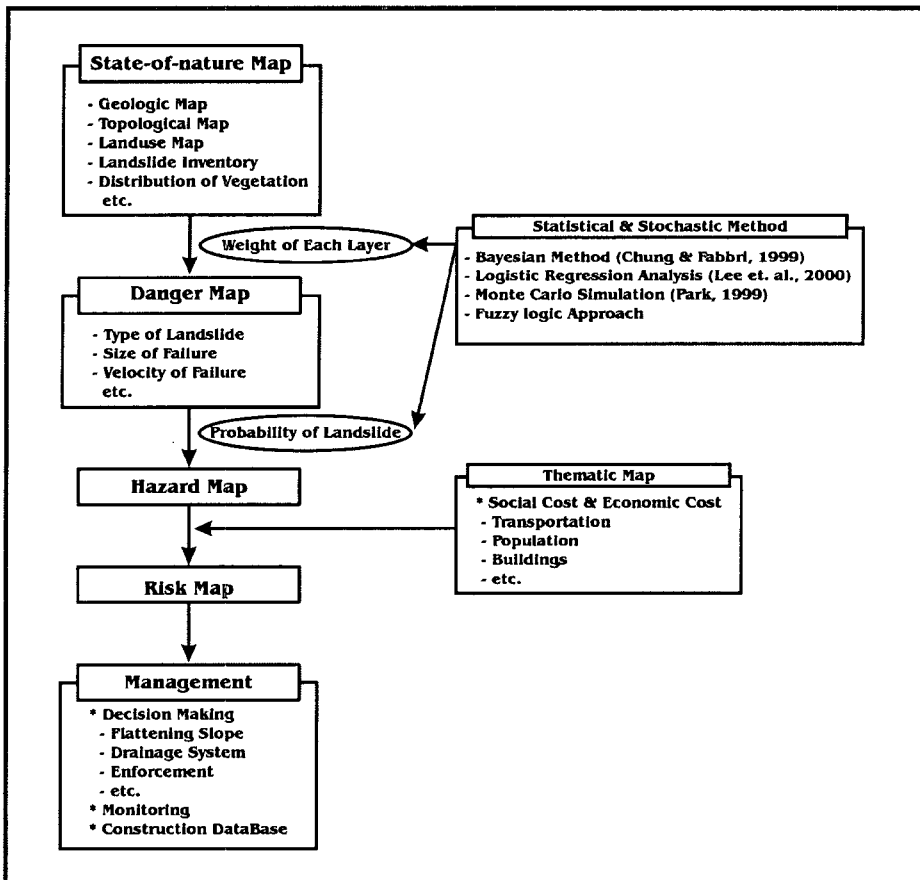 State-of-nature Map
- Geologic Map
- Topological Map
- Landuse Map
- Landslide Inventory
- Distribution of Vegetation
etc.
Weight of Each Layer
Statistical & Stochastic Method
- Bayesian Method (Chung & Fabbri, 1999)
- Logistic Regression Analysis (Lee et. al., 2000)
- Monte Carlo Simulation (Park, 1999)
- Fuzzy logic Approach
Danger Map
- Type of Landslide
- Size of Failure
- Velocity of Failure
etc.
Probability of Landslide
Hazard Map
Thematic Map
* Social Cost & Economic Cost
- Transportation
- Population
- Buildings
- etc.
Risk Map
Management
* Decision Making
- Flattening Slope
- Drainage System
- Enforcement
- etc.
* Monitoring
* Construction DataBase